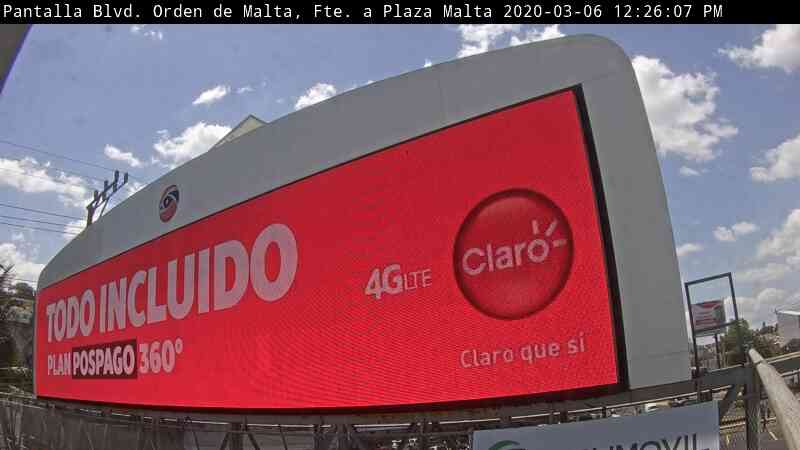 Pantalla Blvd. Orden de Malta, Fte. a Plaza Malta 2020-03-06 12:26:07 PM
TODO INCLUIDO
PLAN POSPAGO 360°
4G LTE
Claro
Claro que sí